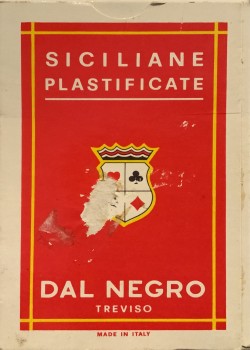 SICILIANE
PLASTIFICATE
DAL NEGRO
TREVISO
MADE IN ITALY